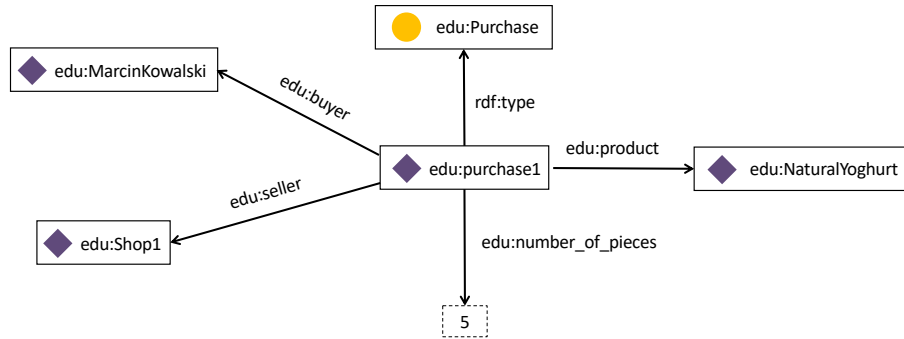 edu:Purchase
edu:MarcinKowalski
edu:buyer
rdf:type
edu:product
edu:purchase1
edu:NaturalYoghurt
edu:seller
edu:Shop1
edu:number_of_pieces
5